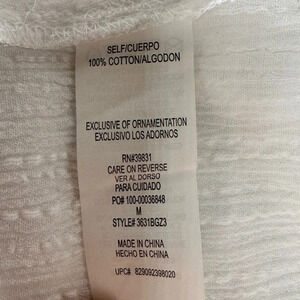 SELF/CUERPO
100% COTTON/ALGODON
EXCLUSIVE OF ORNAMENTATION
EXCLUSIVO LOS ADORNOS
RN#39831
CARE ON REVERSE
VER AL DORSO
PARA CUIDADO
PO# 100-00036848
M
STYLE# 3631BGZ3
MADE IN CHINA
HECHO EN CHINA
UPC# 829092398020